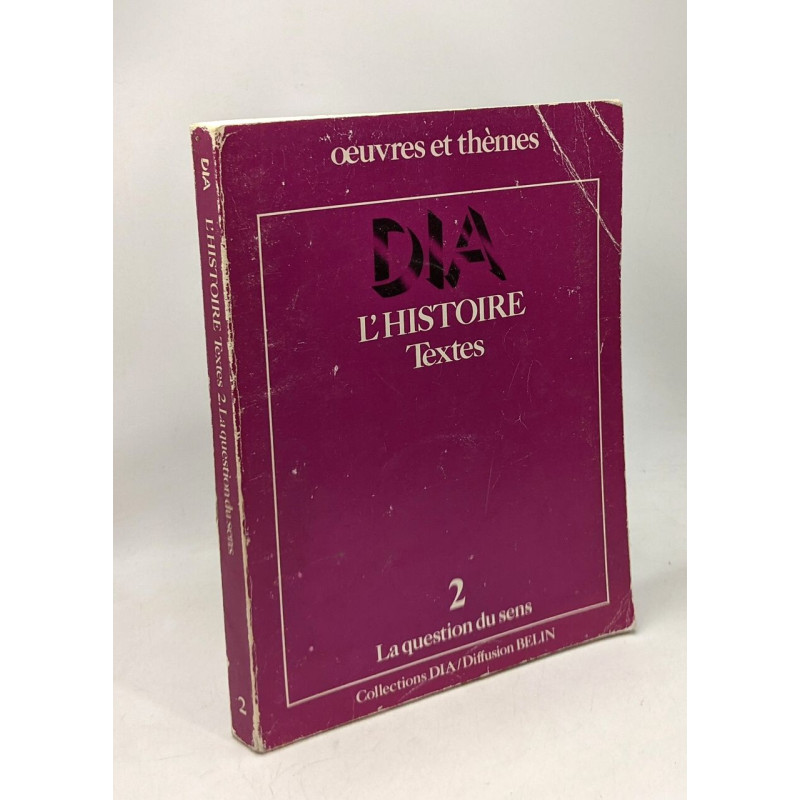 oeuvres et thèmes
DIA
L'HISTOIRE
Textes
2
La question du sens
Collections DIA/Diffusion BELIN
DIA L'HISTOIRE Textes 2. La question du sens 2